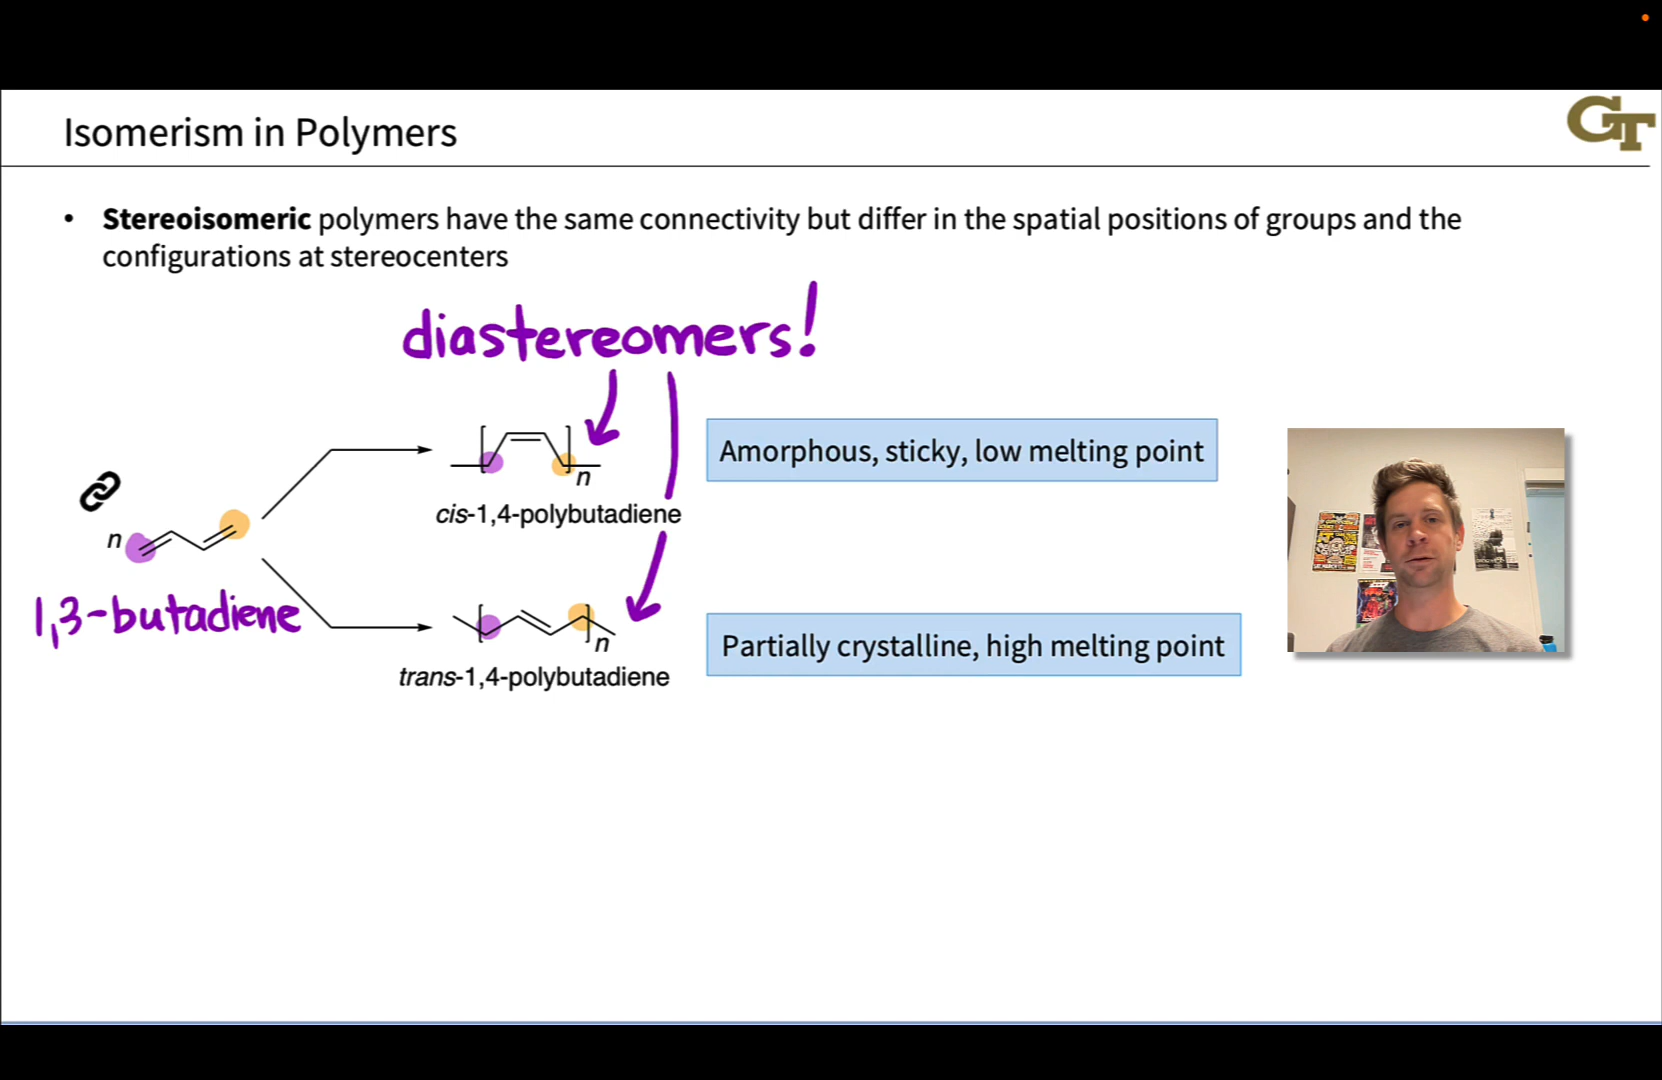 Isomerism in Polymers
GT
• Stereoisomeric polymers have the same connectivity but differ in the spatial positions of groups and the
configurations at stereocenters
diastereomers!
Amorphous, sticky, low melting point
n
cis-1,4-polybutadiene
n
1,3-butadiene
n
Partially crystalline, high melting point
trans-1,4-polybutadiene